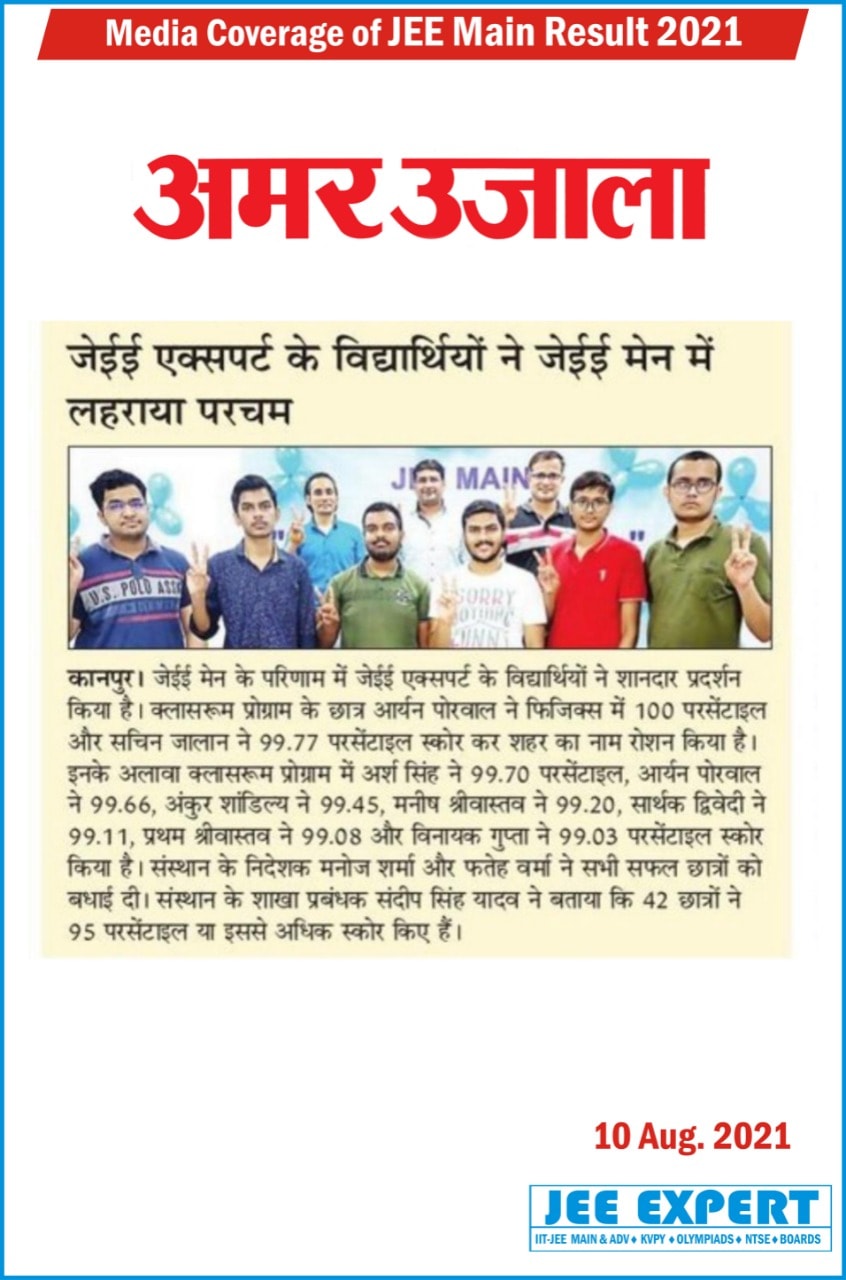 Media Coverage of JEE Main Result 2021
अमर उजाला
जेईई एक्सपर्ट के विद्यार्थियों ने जेईई मेन में
लहराया परचम
JEE MAIN
U.S. POLO ASSN
SORRY
NOTHING
FUNNY
कानपुर। जेईई मेन के परिणाम में जेईई एक्सपर्ट के विद्यार्थियों ने शानदार प्रदर्शन
किया है। क्लासरूम प्रोग्राम के छात्र आर्यन पोरवाल ने फिजिक्स में 100 परसेंटाइल
और सचिन जालान ने 99.77 परसेंटाइल स्कोर कर शहर का नाम रोशन किया है।
इनके अलावा क्लासरूम प्रोग्राम में अर्श सिंह ने 99.70 परसेंटाइल, आर्यन पोरवाल
ने 99.66, अंकुर शांडिल्य ने 99.45, मनीष श्रीवास्तव ने 99.20, सार्थक द्विवेदी ने
99.11, प्रथम श्रीवास्तव ने 99.08 और विनायक गुप्ता ने 99.03 परसेंटाइल स्कोर
किया है। संस्थान के निदेशक मनोज शर्मा और फतेह वर्मा ने सभी सफल छात्रों को
बधाई दी। संस्थान के शाखा प्रबंधक संदीप सिंह यादव ने बताया कि 42 छात्रों ने
95 परसेंटाइल या इससे अधिक स्कोर किए हैं।
10 Aug. 2021
JEE EXPERT
IIT-JEE MAIN & ADV♦ KVPY ♦ OLYMPIADS♦ NTSE♦BOARDS